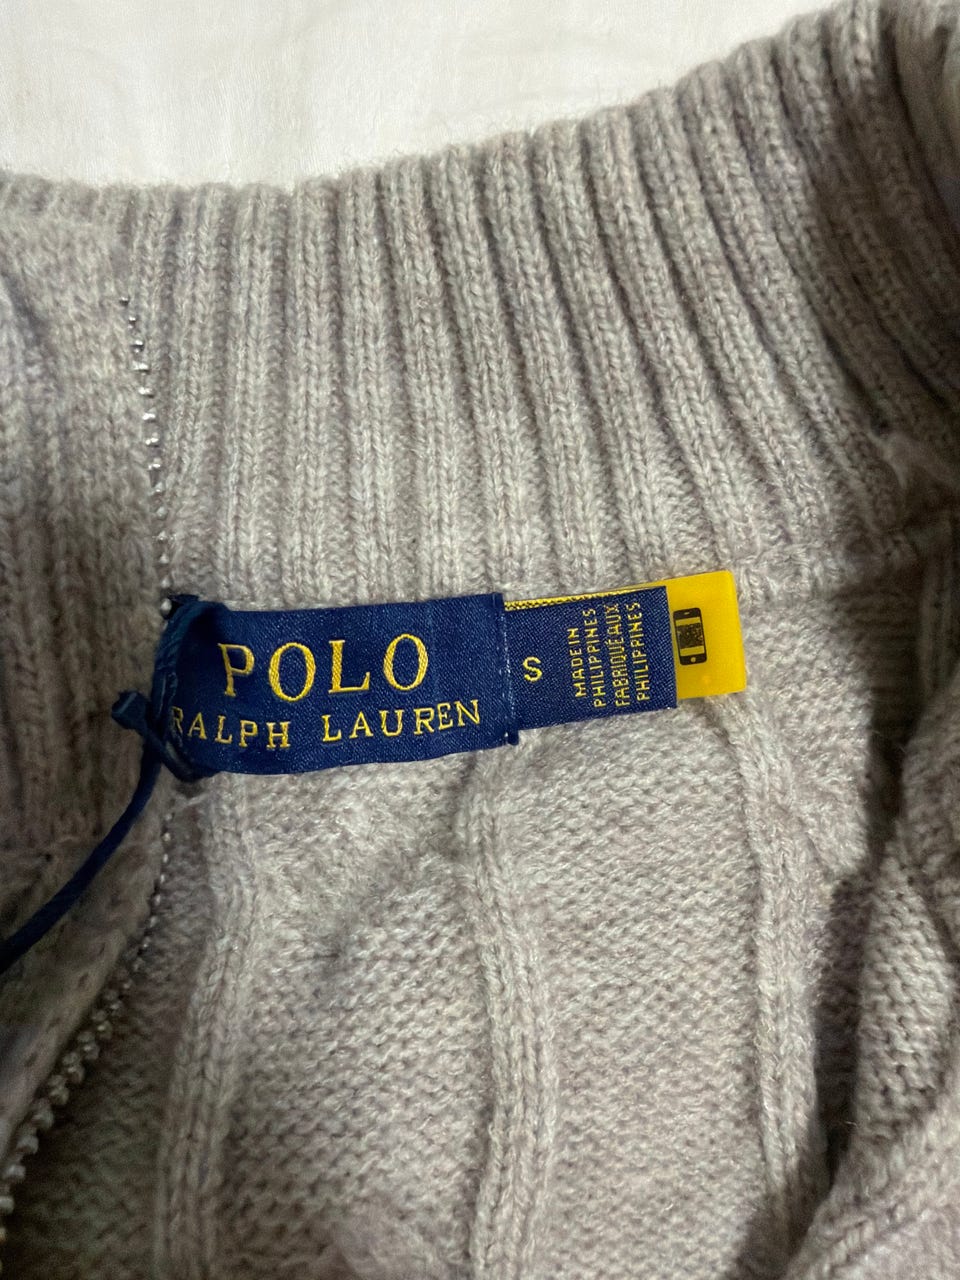 POLO
RALPH LAUREN
S
MADE IN
PHILIPPINES
FABRIQUÉ AUX
PHILIPPINES